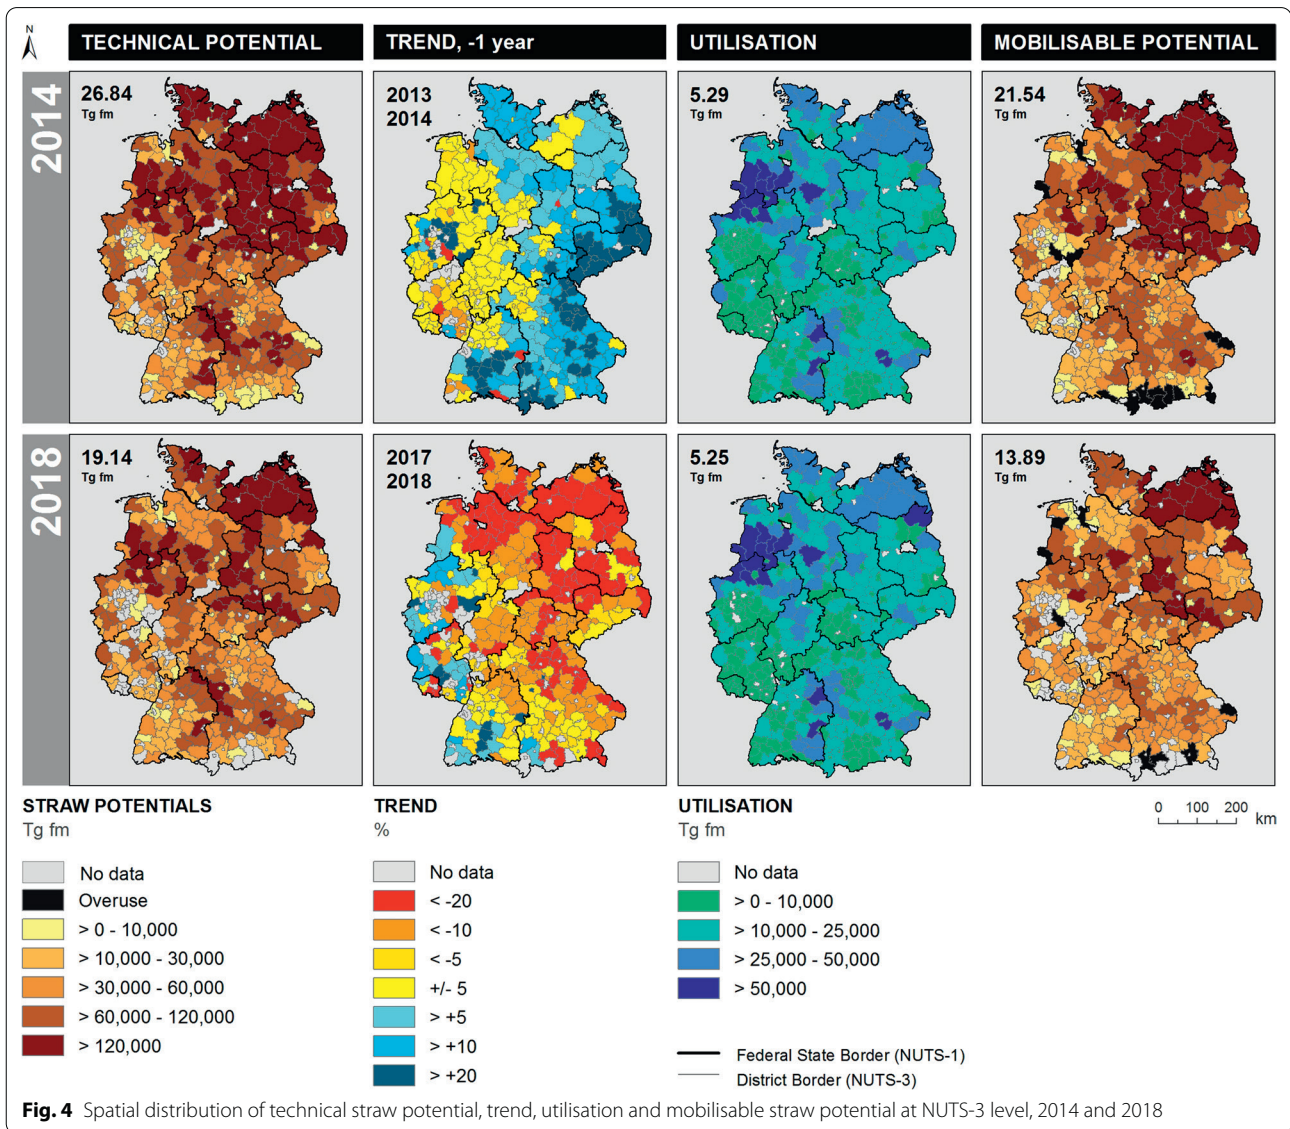 N
TECHNICAL POTENTIAL
TREND, -1 year
UTILISATION
MOBILISABLE POTENTIAL
2014
26.84
Tg fm
2013
2014
5.29
Tg fm
21.54
Tg fm
2018
19.14
Tg fm
2017
2018
5.25
Tg fm
13.89
Tg fm
STRAW POTENTIALS
Tg fm
No data
Overuse
> 0 - 10,000
> 10,000 - 30,000
> 30,000 - 60,000
> 60,000 - 120,000
> 120,000
TREND
%
No data
< -20
< -10
< -5
+/- 5
> +5
> +10
> +20
UTILISATION
Tg fm
No data
> 0 - 10,000
> 10,000 - 25,000
> 25,000 - 50,000
> 50,000
Federal State Border (NUTS-1)
District Border (NUTS-3)
0 100 200
km
Fig. 4 Spatial distribution of technical straw potential, trend, utilisation and mobilisable straw potential at NUTS-3 level, 2014 and 2018